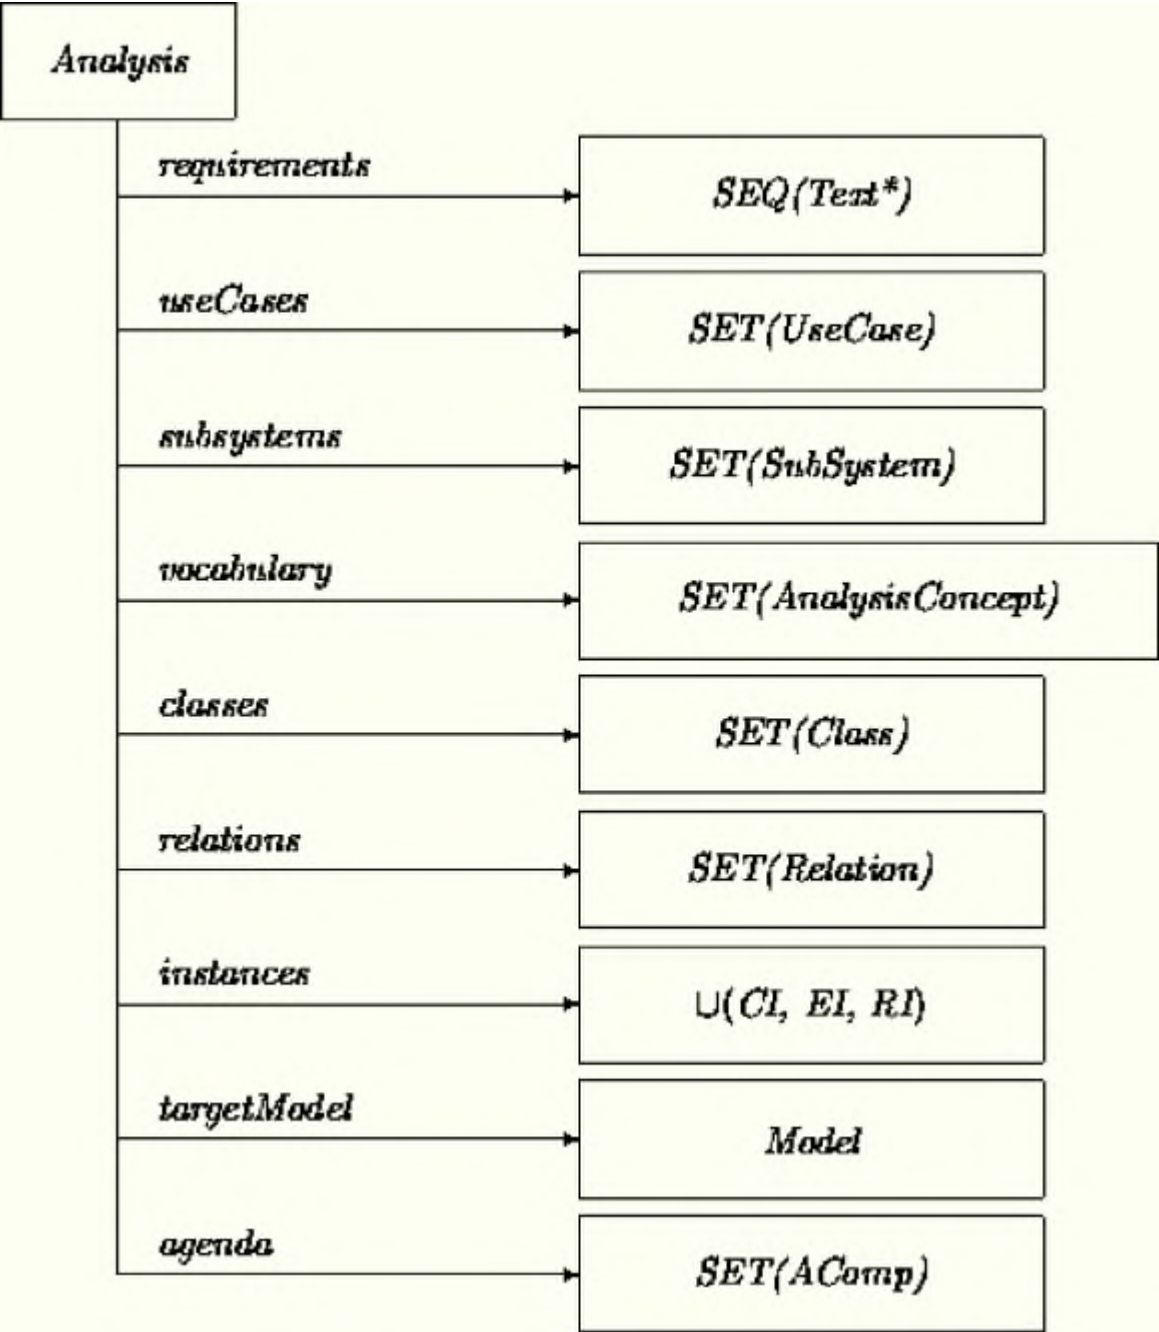 Analysis
requirements
SEQ(Text*)
useCases
SET(UseCase)
subsystems
SET(SubSystem)
vocabulary
SET(AnalysisConcept)
classes
SET(Class)
relations
SET(Relation)
instances
∪(CI, EI, RI)
targetModel
Model
agenda
SET(AComp)